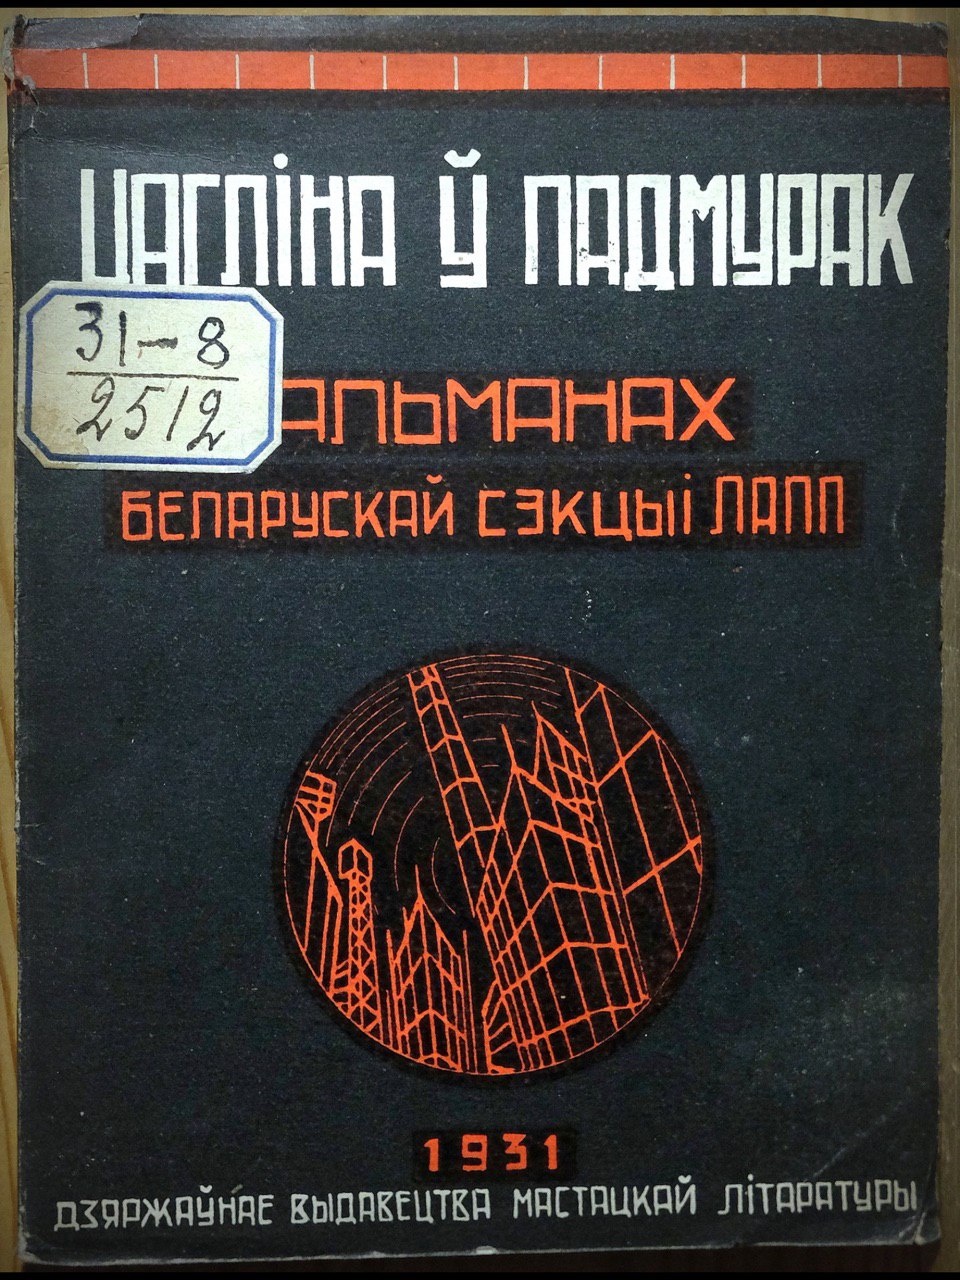 ЦАГЛІНА Ў ПАДМУРАК
31-8
2512
АЛЬМАНАХ
БЕЛАРУСКАЙ СЭКЦЫІ ЛАПП
1931
ДЗЯРЖАЎНАЕ ВЫДАВЕЦТВА МАСТАЦКАЙ ЛІТАРАТУРЫ